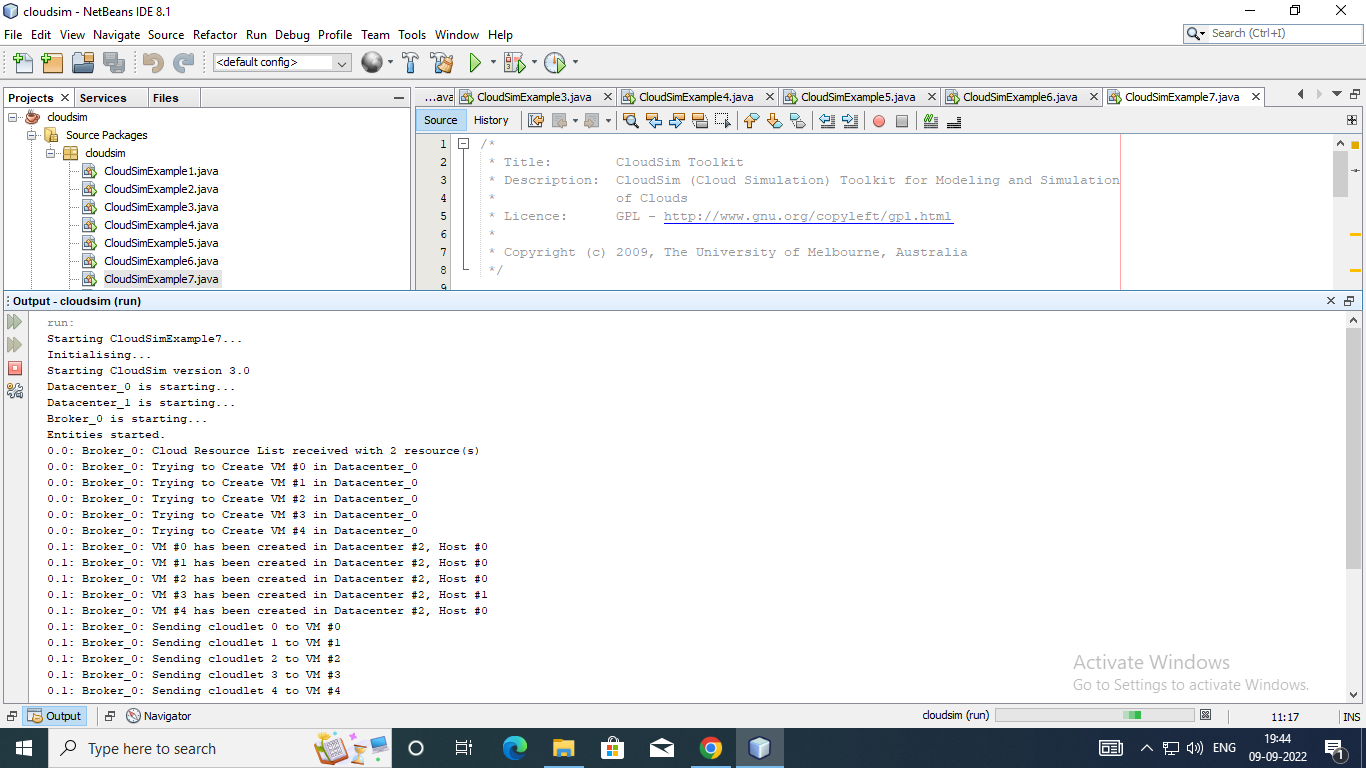 cloudsim - NetBeans IDE 8.1
File Edit View Navigate Source Refactor Run Debug Profile Team Tools Window Help
Search (Ctrl+I)
<default config>
Projects Services Files
cloudsim
Source Packages
cloudsim
CloudSimExample1.java
CloudSimExample2.java
CloudSimExample3.java
CloudSimExample4.java
CloudSimExample5.java
CloudSimExample6.java
CloudSimExample7.java
...ava CloudSimExample3.java CloudSimExample4.java CloudSimExample5.java CloudSimExample6.java CloudSimExample7.java
Source History
1 /*
2 * Title: CloudSim Toolkit
3 * Description: CloudSim (Cloud Simulation) Toolkit for Modeling and Simulation
4 * of Clouds
5 * Licence: GPL - http://www.gnu.org/copyleft/gpl.html
6 *
7 * Copyright (c) 2009, The University of Melbourne, Australia
8 */
9
Output - cloudsim (run)
run:
Starting CloudSimExample7...
Initialising...
Starting CloudSim version 3.0
Datacenter_0 is starting...
Datacenter_1 is starting...
Broker_0 is starting...
Entities started.
0.0: Broker_0: Cloud Resource List received with 2 resource(s)
0.0: Broker_0: Trying to Create VM #0 in Datacenter_0
0.0: Broker_0: Trying to Create VM #1 in Datacenter_0
0.0: Broker_0: Trying to Create VM #2 in Datacenter_0
0.0: Broker_0: Trying to Create VM #3 in Datacenter_0
0.0: Broker_0: Trying to Create VM #4 in Datacenter_0
0.1: Broker_0: VM #0 has been created in Datacenter #2, Host #0
0.1: Broker_0: VM #1 has been created in Datacenter #2, Host #0
0.1: Broker_0: VM #2 has been created in Datacenter #2, Host #0
0.1: Broker_0: VM #3 has been created in Datacenter #2, Host #1
0.1: Broker_0: VM #4 has been created in Datacenter #2, Host #0
0.1: Broker_0: Sending cloudlet 0 to VM #0
0.1: Broker_0: Sending cloudlet 1 to VM #1
0.1: Broker_0: Sending cloudlet 2 to VM #2
0.1: Broker_0: Sending cloudlet 3 to VM #3
0.1: Broker_0: Sending cloudlet 4 to VM #4
Activate Windows
Go to Settings to activate Windows.
Output Navigator cloudsim (run) 11:17 INS
Type here to search
ENG
19:44
09-09-2022
1